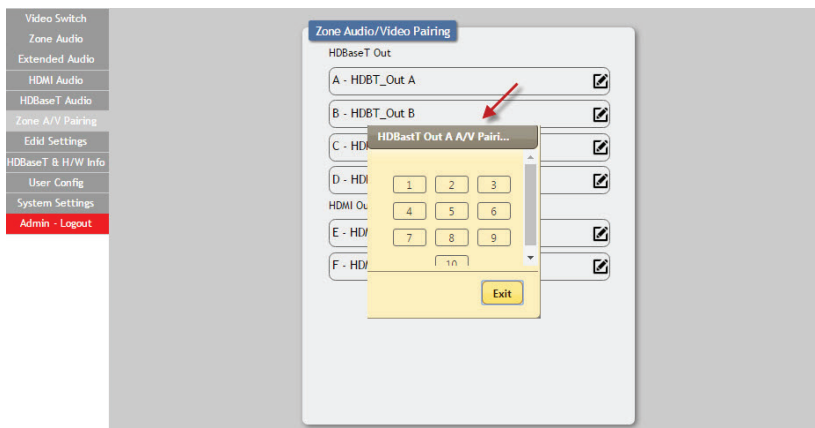 Video Switch
Zone Audio
Extended Audio
HDMI Audio
HDBaseT Audio
Zone A/V Pairing
Edid Settings
HDBaseT & H/W Info
User Config
System Settings
Admin - Logout
Zone Audio/Video Pairing
HDBaseT Out
A - HDBT_Out A
B - HDBT_Out B
C - HD
D - HD
HDMI Ou
E - HD
F - HD
HDBastT Out A A/V Pairi...
1 2 3
4 5 6
7 8 9
10
Exit